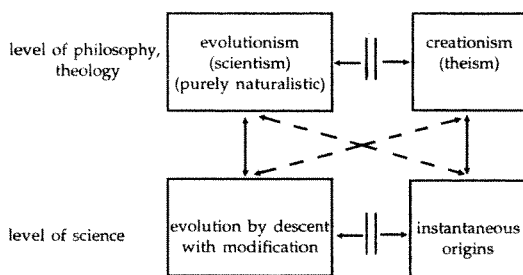 level of philosophy,
theology
evolutionism
(scientism)
(purely naturalistic)
creationism
(theism)
level of science
evolution by descent
with modification
instantaneous
origins